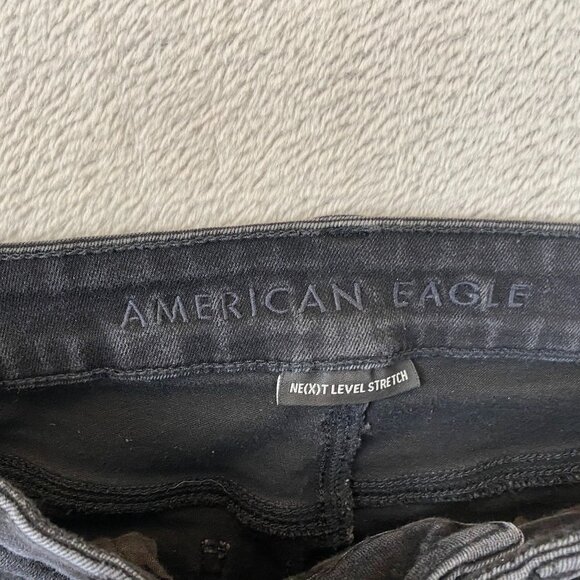 AMERICAN EAGLE
NE(X)T LEVEL STRETCH